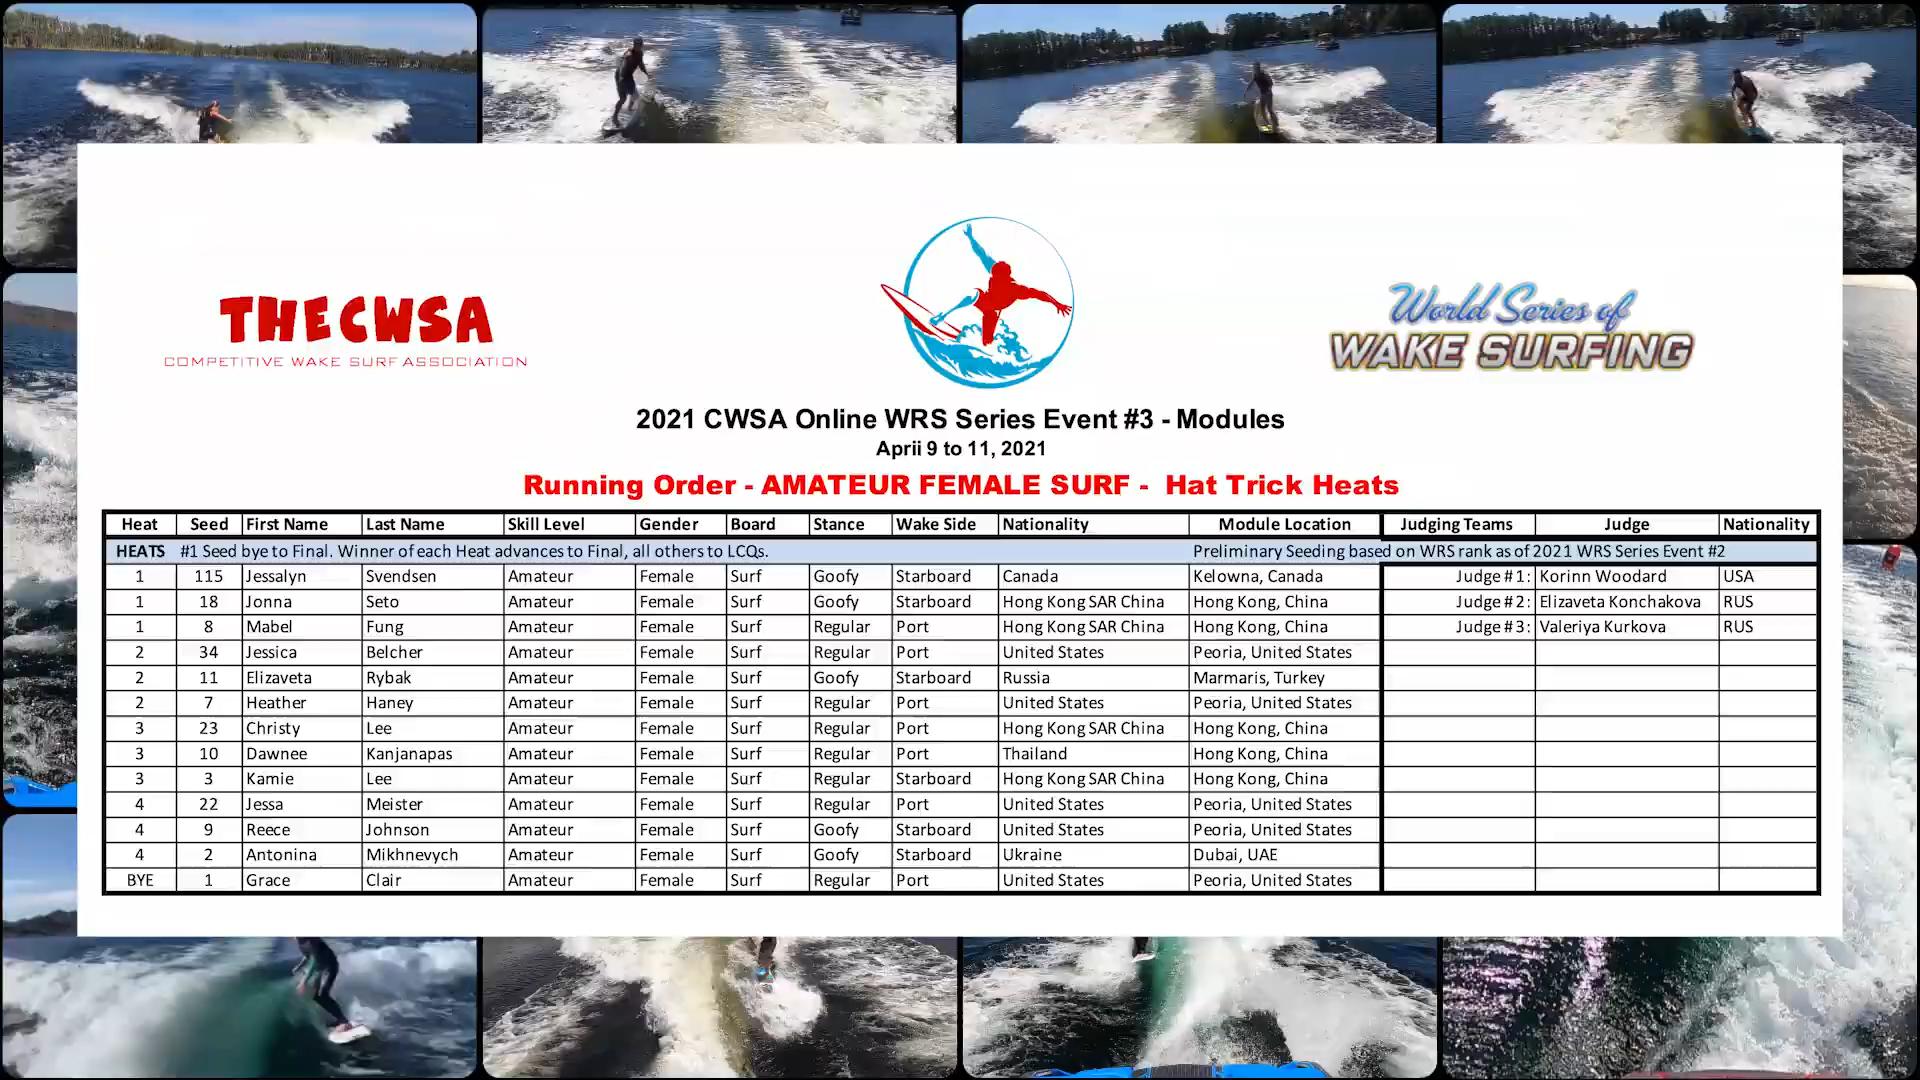 THE CWSA
COMPETITIVE WAKE SURF ASSOCIATION
World Series of
WAKE SURFING
2021 CWSA Online WRS Series Event #3 - Modules
Aprii 9 to 11, 2021
Running Order - AMATEUR FEMALE SURF - Hat Trick Heats
Heat Seed First Name Last Name Skill Level Gender Board Stance Wake Side Nationality Module Location Judging Teams Judge Nationality
HEATS #1 Seed bye to Final. Winner of each Heat advances to Final, all others to LCQs. Preliminary Seeding based on WRS rank as of 2021 WRS Series Event #2
1 115 Jessalyn Svendsen Amateur Female Surf Goofy Starboard Canada Kelowna, Canada Judge #1: Korinn Woodard USA
1 18 Jonna Seto Amateur Female Surf Goofy Starboard Hong Kong SAR China Hong Kong, China Judge #2: Elizaveta Konchakova RUS
1 8 Mabel Fung Amateur Female Surf Regular Port Hong Kong SAR China Hong Kong, China Judge #3: Valeriya Kurkova RUS
2 34 Jessica Belcher Amateur Female Surf Regular Port United States Peoria, United States
2 11 Elizaveta Rybak Amateur Female Surf Goofy Starboard Russia Marmaris, Turkey
2 7 Heather Haney Amateur Female Surf Regular Port United States Peoria, United States
3 23 Christy Lee Amateur Female Surf Regular Port Hong Kong SAR China Hong Kong, China
3 10 Dawnee Kanjanapas Amateur Female Surf Regular Port Thailand Hong Kong, China
3 3 Kamie Lee Amateur Female Surf Regular Starboard Hong Kong SAR China Hong Kong, China
4 22 Jessa Meister Amateur Female Surf Regular Port United States Peoria, United States
4 9 Reece Johnson Amateur Female Surf Goofy Starboard United States Peoria, United States
4 2 Antonina Mikhnevych Amateur Female Surf Goofy Starboard Ukraine Dubai, UAE
BYE 1 Grace Clair Amateur Female Surf Regular Port United States Peoria, United States